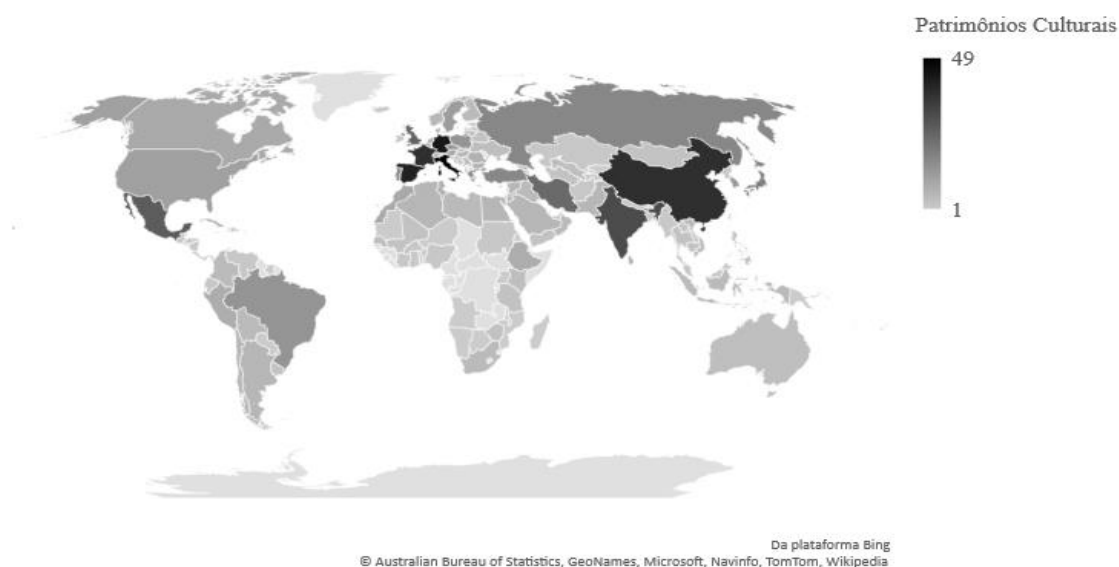 Patrimônios Culturais
49
1
Da plataforma Bing
© Australian Bureau of Statistics, GeoNames, Microsoft, Navinfo, TomTom, Wikipedia